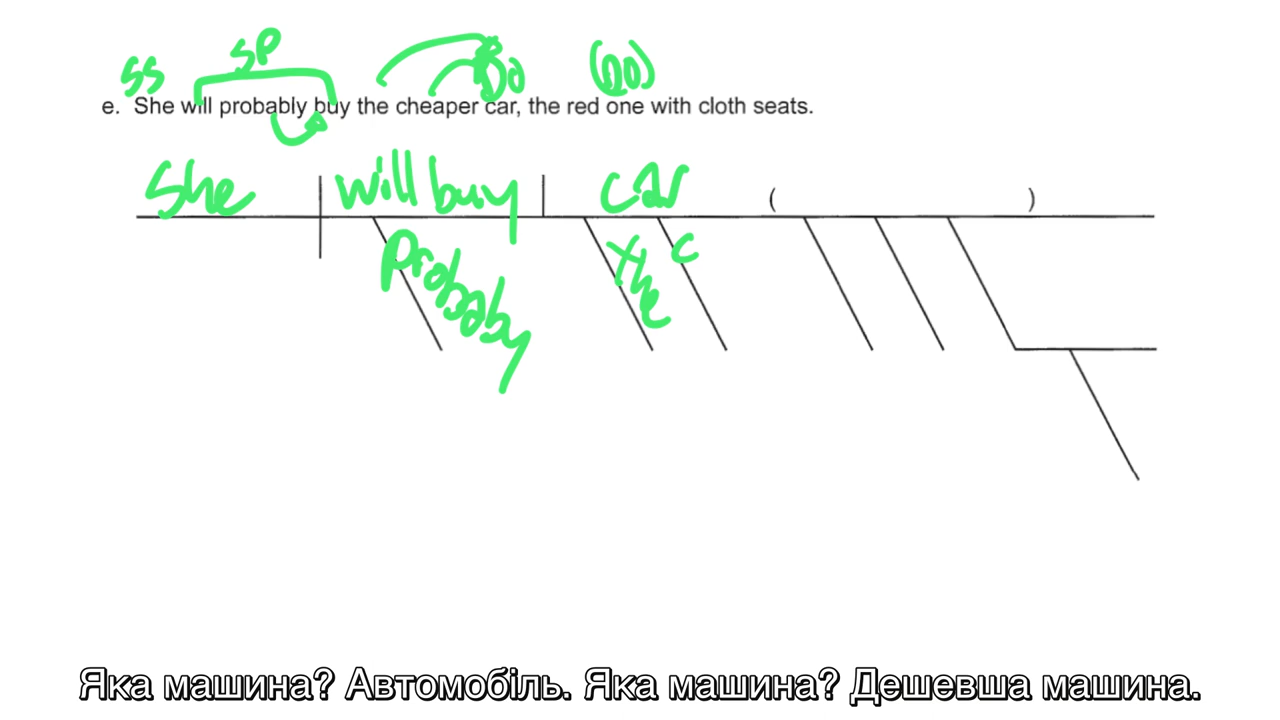 SS SP DO (DO)
e. She will probably buy the cheaper car, the red one with cloth seats.
She will buy car ( )
Probaby the c
Яка машина? Автомобіль. Яка машина? Дешевша машина.